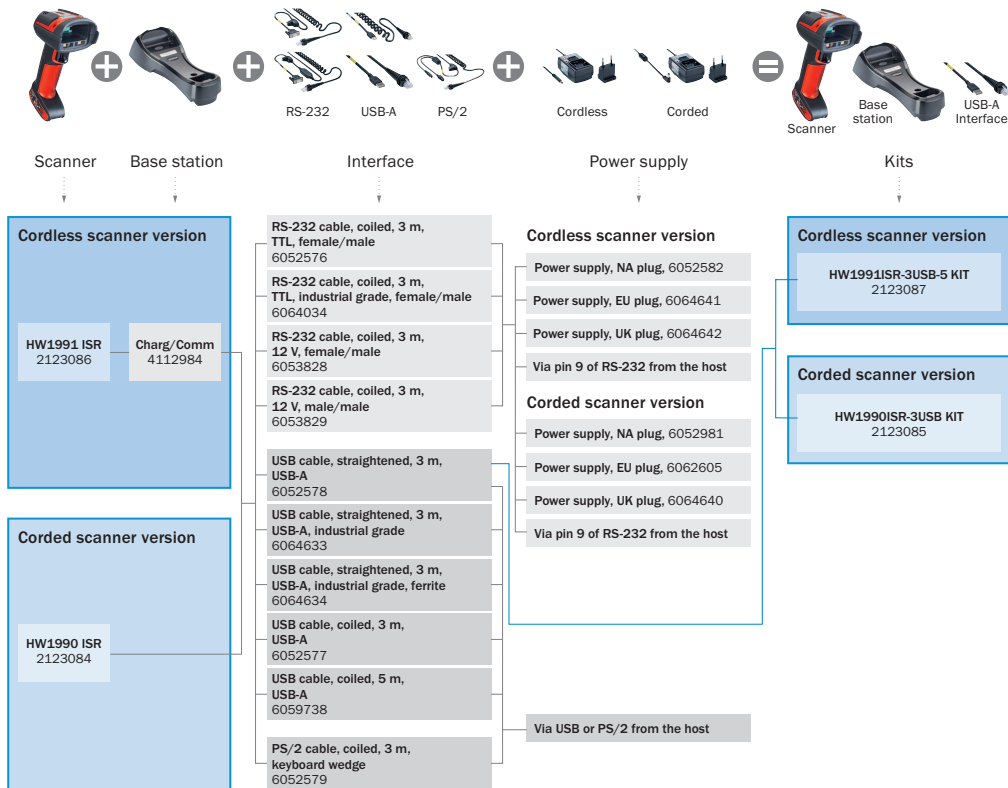 RS-232
USB-A
PS/2
Cordless
Corded
Scanner
Base
station
USB-A
Interface
Scanner
Base station
Interface
Power supply
Kits
Cordless scanner version
HW1991 ISR
2123086
Charg/Comm
4112984
Corded scanner version
HW1990 ISR
2123084
RS-232 cable, coiled, 3 m,
TTL, female/male
6052576
RS-232 cable, coiled, 3 m,
TTL, industrial grade, female/male
6064034
RS-232 cable, coiled, 3 m,
12 V, female/male
6053828
RS-232 cable, coiled, 3 m,
12 V, male/male
6053829
USB cable, straightened, 3 m,
USB-A
6052578
USB cable, straightened, 3 m,
USB-A, industrial grade
6064633
USB cable, straightened, 3 m,
USB-A, industrial grade, ferrite
6064634
USB cable, coiled, 3 m,
USB-A
6052577
USB cable, coiled, 5 m,
USB-A
6059738
PS/2 cable, coiled, 3 m,
keyboard wedge
6052579
Cordless scanner version
Power supply, NA plug, 6052582
Power supply, EU plug, 6064641
Power supply, UK plug, 6064642
Via pin 9 of RS-232 from the host
Corded scanner version
Power supply, NA plug, 6052981
Power supply, EU plug, 6062605
Power supply, UK plug, 6064640
Via pin 9 of RS-232 from the host
Via USB or PS/2 from the host
Cordless scanner version
HW1991ISR-3USB-5 KIT
2123087
Corded scanner version
HW1990ISR-3USB KIT
2123085